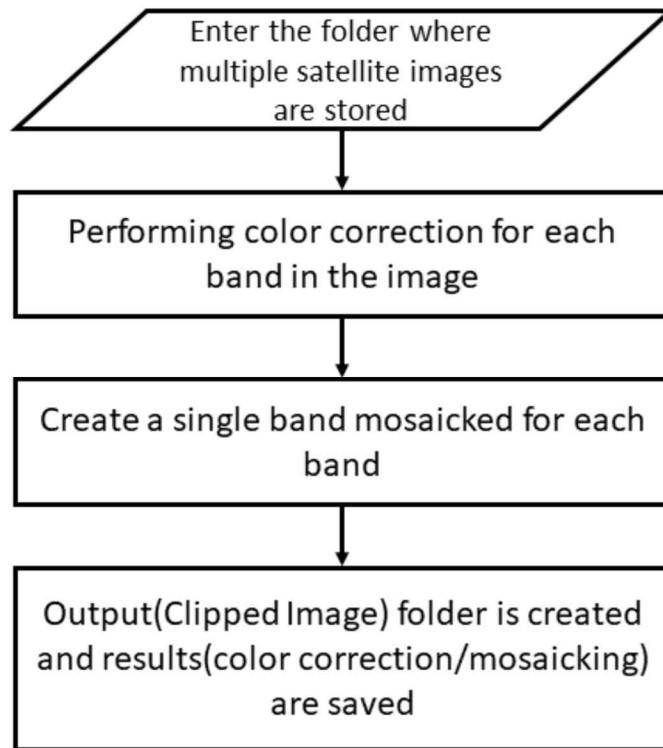 Enter the folder where
multiple satellite images
are stored
Performing color correction for each
band in the image
Create a single band mosaicked for each
band
Output(Clipped Image) folder is created
and results(color correction/mosaicking)
are saved